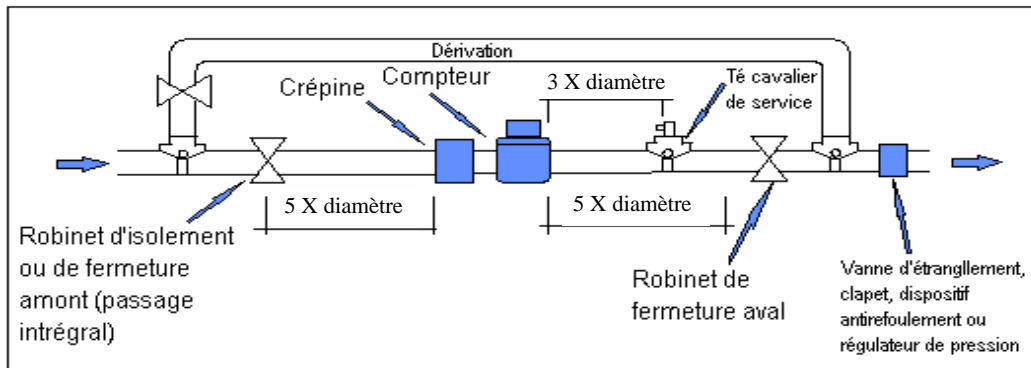 Dérivation
Crépine
Compteur
3 X diamètre
Té cavalier
de service
5 X diamètre
5 X diamètre
Robinet d'isolement
ou de fermeture
amont (passage
intrégral)
Robinet de
fermeture aval
Vanne d'étrangllement,
clapet, dispositif
antirefoulement ou
régulateur de pression